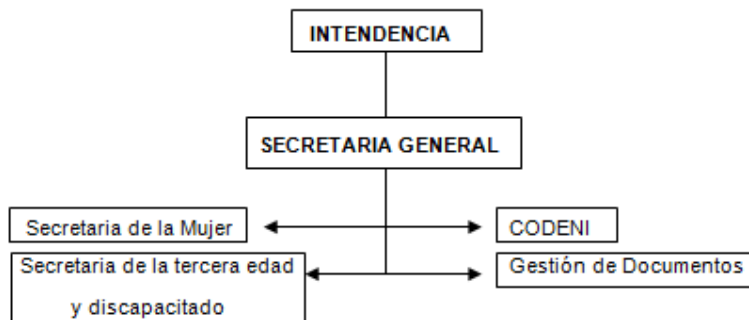 INTENDENCIA
SECRETARIA GENERAL
Secretaria de la Mujer
CODENI
Secretaria de la tercera edad
y discapacitado
Gestión de Documentos